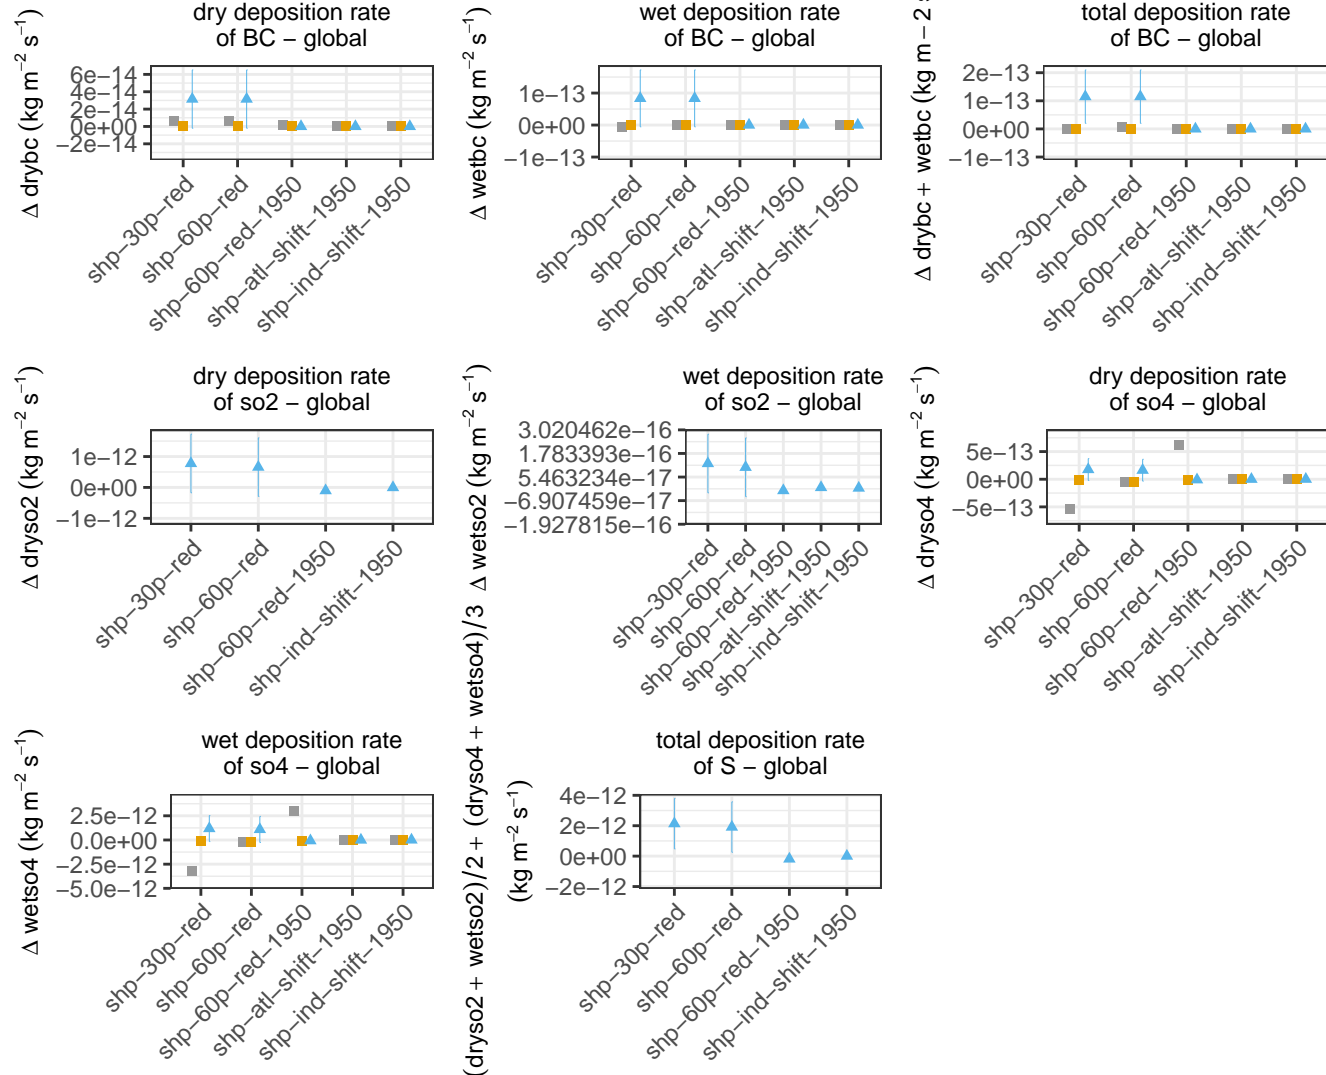 dry deposition rate
of BC − global
Δ drybc (kg m−2 s−1)
6e−14
4e−14
2e−14
0e+00
−2e−14
shp−30p−red
shp−60p−red
shp−60p−red−1950
shp−atl−shift−1950
shp−ind−shift−1950
wet deposition rate
of BC − global
Δ wetbc (kg m−2 s−1)
1e−13
0e+00
−1e−13
shp−30p−red
shp−60p−red
shp−60p−red−1950
shp−atl−shift−1950
shp−ind−shift−1950
total deposition rate
of BC − global
Δ drybc + wetbc (kg m−2
2e−13
1e−13
0e+00
−1e−13
shp−30p−red
shp−60p−red
shp−60p−red−1950
shp−atl−shift−1950
shp−ind−shift−1950
dry deposition rate
of so2 − global
Δ dryso2 (kg m−2 s−1)
1e−12
0e+00
−1e−12
shp−30p−red
shp−60p−red
shp−60p−red−1950
shp−ind−shift−1950
wet deposition rate
of so2 − global
Δ wetso2 (kg m−2 s−1)
3.020462e−16
1.783393e−16
5.463234e−17
−6.907459e−17
−1.927815e−16
shp−30p−red
shp−60p−red
shp−60p−red−1950
shp−atl−shift−1950
shp−ind−shift−1950
dry deposition rate
of so4 − global
Δ dryso4 (kg m−2 s−1)
5e−13
0e+00
−5e−13
shp−30p−red
shp−60p−red
shp−60p−red−1950
shp−atl−shift−1950
shp−ind−shift−1950
wet deposition rate
of so4 − global
Δ wetso4 (kg m−2 s−1)
2.5e−12
0.0e+00
−2.5e−12
−5.0e−12
shp−30p−red
shp−60p−red
shp−60p−red−1950
shp−atl−shift−1950
shp−ind−shift−1950
total deposition rate
of S − global
(dryso2 + wetso2)/2 + (dryso4 + wetso4)/3
(kg m−2 s−1)
4e−12
2e−12
0e+00
−2e−12
shp−30p−red
shp−60p−red
shp−60p−red−1950
shp−ind−shift−1950